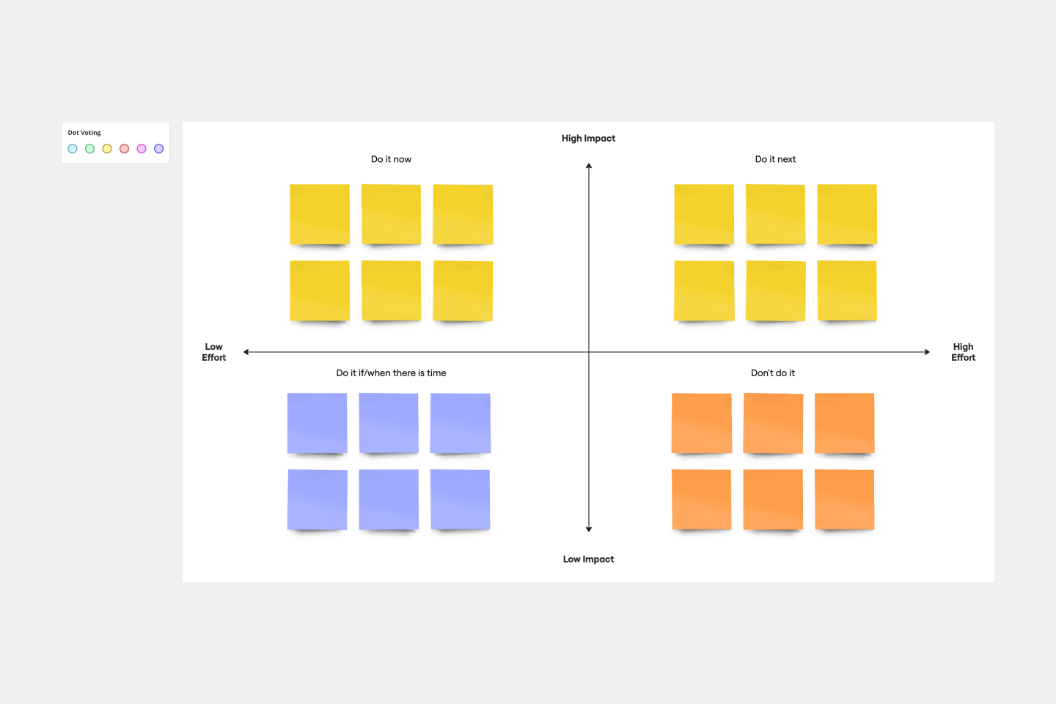 Dot Voting
High Impact
Do it now
Do it next
Low
Effort
High
Effort
Do it if/when there is time
Don't do it
Low Impact